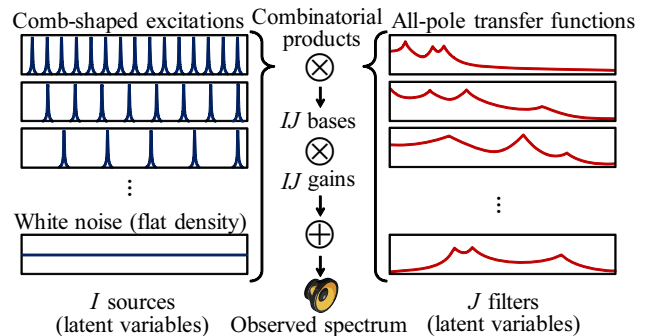 Comb-shaped excitations
Combinatorial
products
All-pole transfer functions
IJ bases
IJ gains
⋮
⋮
White noise (flat density)
I sources
(latent variables)
Observed spectrum
J filters
(latent variables)